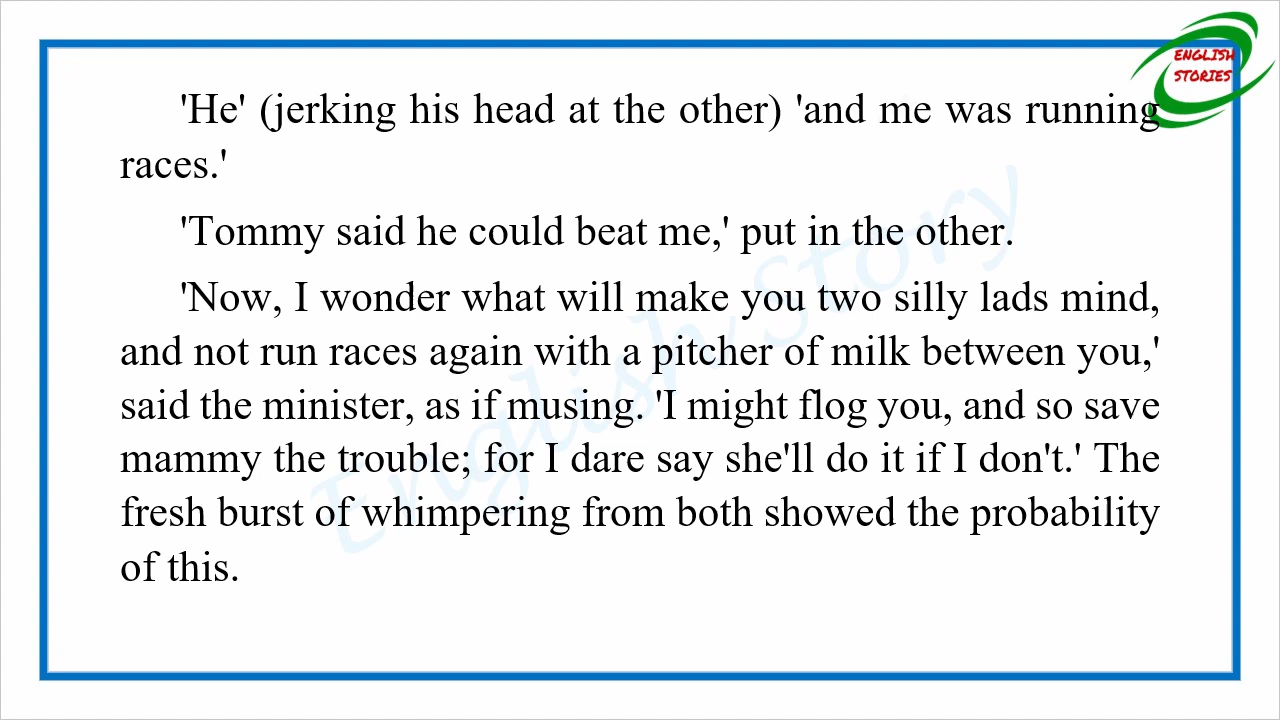 ENGLISH
STORIES
'He' (jerking his head at the other) 'and me was running
races.'
'Tommy said he could beat me,' put in the other.
'Now, I wonder what will make you two silly lads mind,
and not run races again with a pitcher of milk between you,'
said the minister, as if musing. 'I might flog you, and so save
mammy the trouble; for I dare say she'll do it if I don't.' The
fresh burst of whimpering from both showed the probability
of this.
English Story